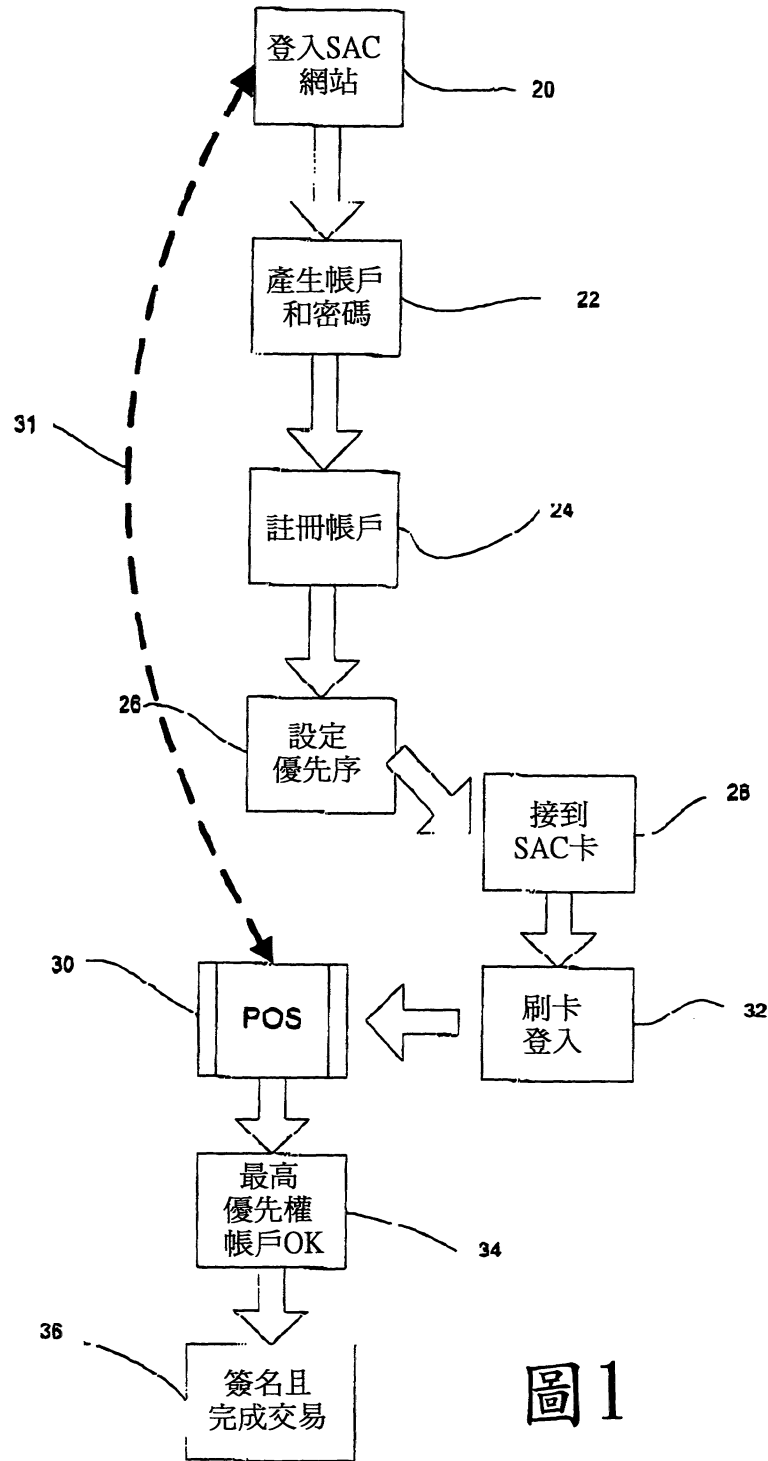 登入SAC
網站
20
產生帳戶
和密碼
22
31
註冊帳戶
24
26
設定
優先序
接到
SAC卡
28
30
POS
刷卡
登入
32
最高
優先權
帳戶OK
34
36
簽名且
完成交易
圖1